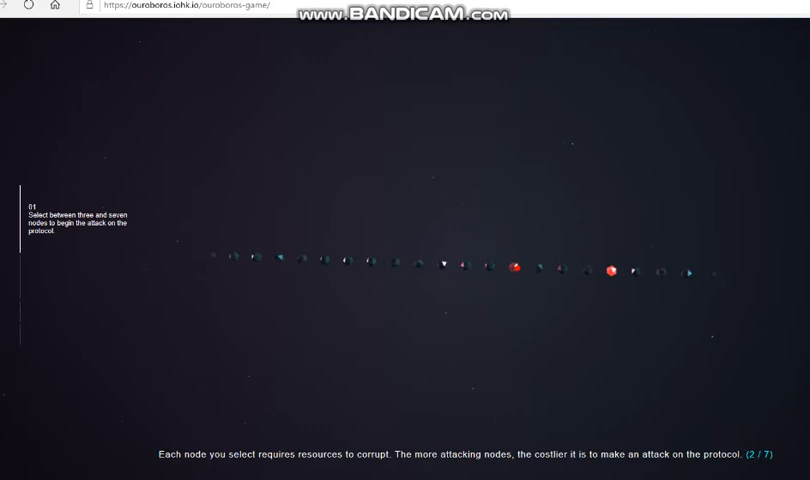 https://ouroboros.iohk.io/ouroboros-game/
www.BANDICAM.com
01
Select between three and seven
nodes to begin the attack on the
protocol.
Each node you select requires resources to corrupt. The more attacking nodes, the costlier it is to make an attack on the protocol. (2 / 7)